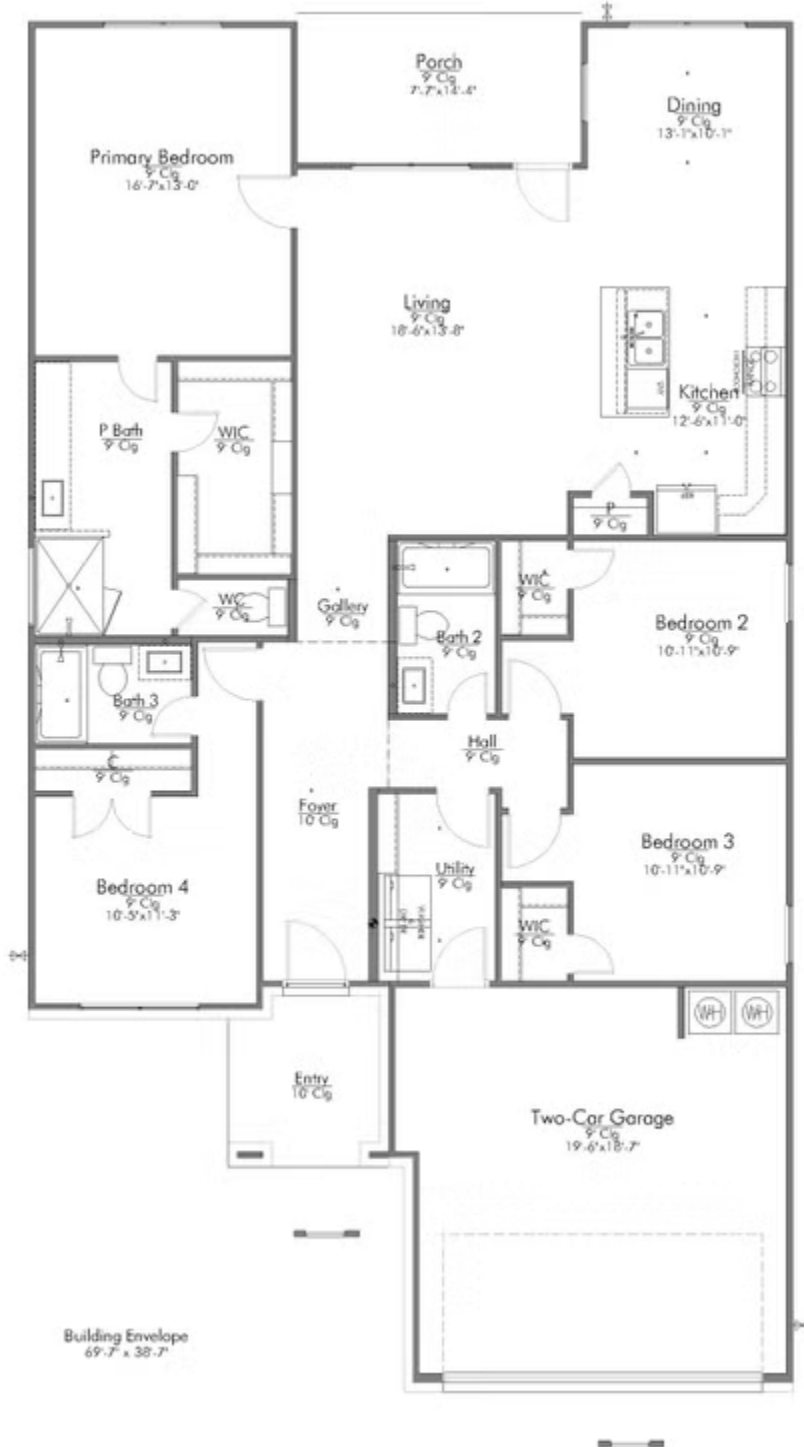 Porch
9' Clg
7'-7"x14'-4"
Dining
9' Clg
13'-1"x10'-1"
Primary Bedroom
9' Clg
16'-7"x13'-0"
Living
9' Clg
18'-6"x13'-8"
Kitchen
9' Clg
12'-6"x11'-0"
P Bath
9' Clg
WIC
9' Clg
P
9' Clg
WC
9' Clg
Gallery
9' Clg
Bath 2
9' Clg
WIC
9' Clg
Bedroom 2
9' Clg
10'-11"x10'-9"
Bath 3
9' Clg
Hall
9' Clg
C
9' Clg
Foyer
10' Clg
Bedroom 3
9' Clg
10'-11"x10'-9"
Utility
9' Clg
Bedroom 4
9' Clg
10'-5"x11'-3"
WASHER
DRYER
WIC
9' Clg
WH
WH
Entry
10' Clg
Two-Car Garage
9' Clg
19'-6"x18'-7"
Building Envelope
69'-7" x 38'-7"